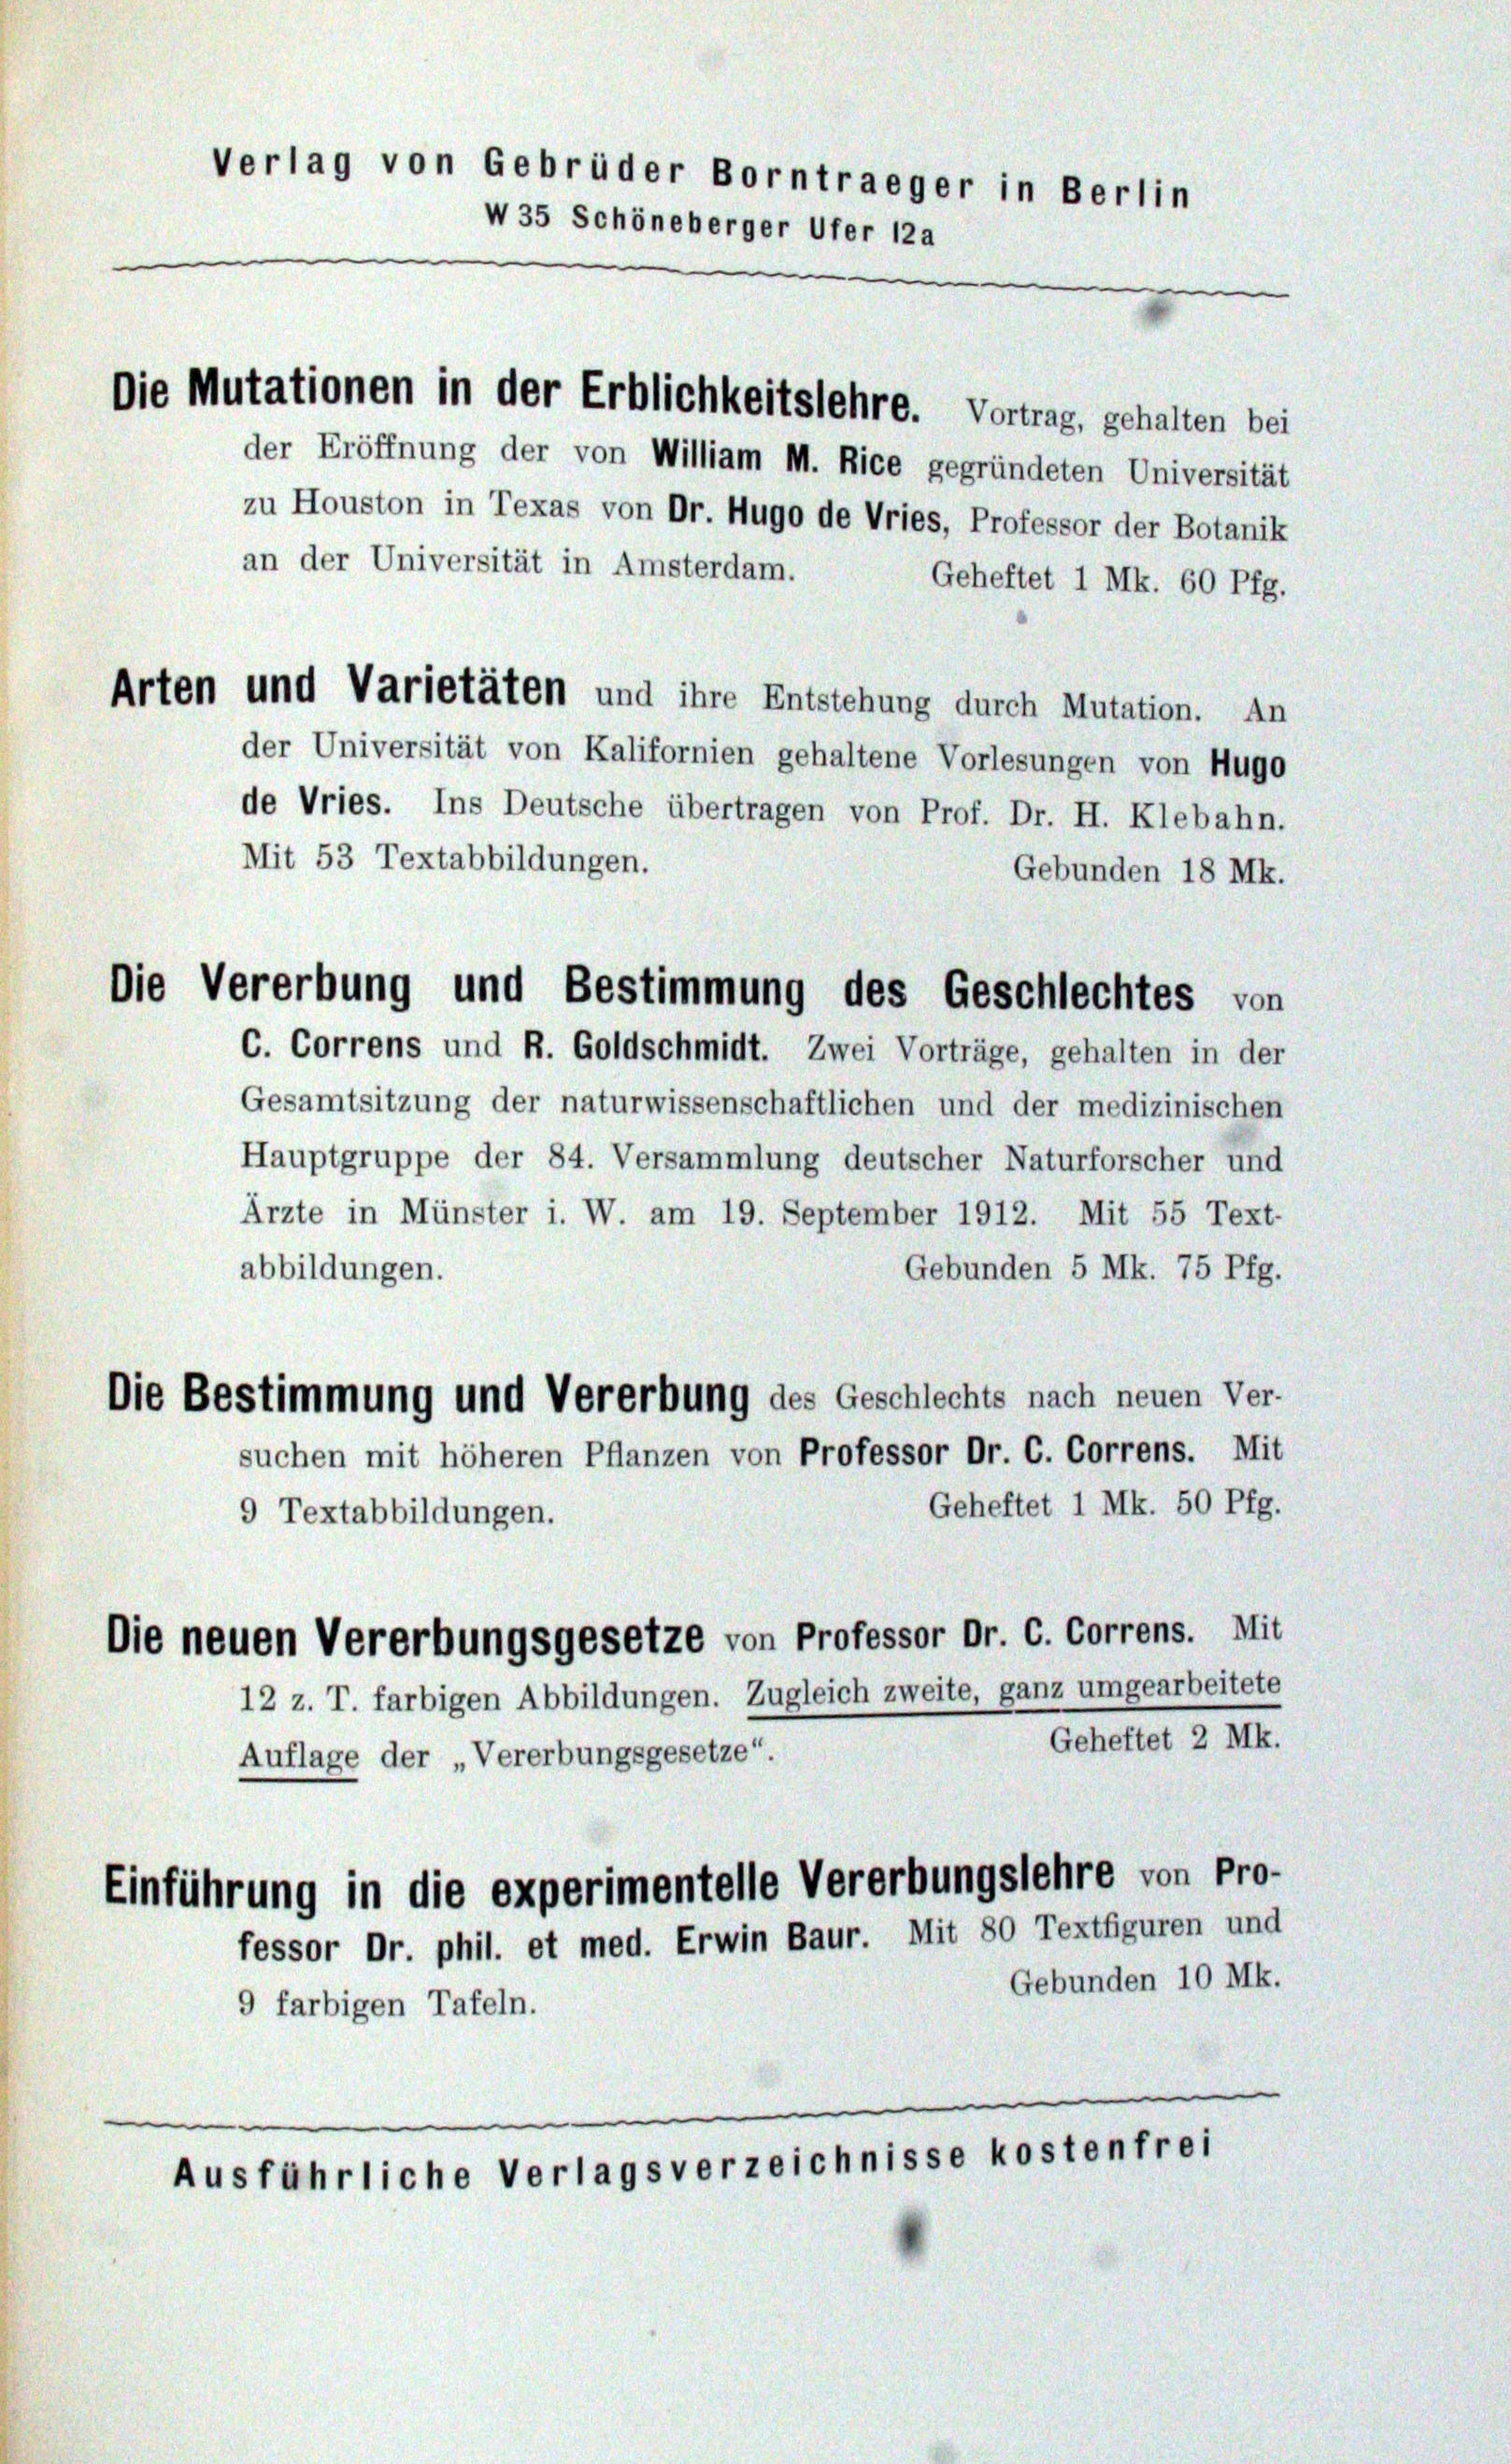 Verlag von Gebrüder Borntraeger in Berlin
W 35 Schöneberger Ufer 12a
Die Mutationen in der Erblichkeitslehre. Vortrag, gehalten bei
der Eröffnung der von William M. Rice gegründeten Universität
zu Houston in Texas von Dr. Hugo de Vries, Professor der Botanik
an der Universität in Amsterdam. Geheftet 1 Mk. 60 Pfg.
Arten und Varietäten und ihre Entstehung durch Mutation. An
der Universität von Kalifornien gehaltene Vorlesungen von Hugo
de Vries. Ins Deutsche übertragen von Prof. Dr. H. Klebahn.
Mit 53 Textabbildungen. Gebunden 18 Mk.
Die Vererbung und Bestimmung des Geschlechtes von
C. Correns und R. Goldschmidt. Zwei Vorträge, gehalten in der
Gesamtsitzung der naturwissenschaftlichen und der medizinischen
Hauptgruppe der 84. Versammlung deutscher Naturforscher und
Ärzte in Münster i. W. am 19. September 1912. Mit 55 Text-
abbildungen. Gebunden 5 Mk. 75 Pfg.
Die Bestimmung und Vererbung des Geschlechts nach neuen Ver-
suchen mit höheren Pflanzen von Professor Dr. C. Correns. Mit
9 Textabbildungen. Geheftet 1 Mk. 50 Pfg.
Die neuen Vererbungsgesetze von Professor Dr. C. Correns. Mit
12 z. T. farbigen Abbildungen. Zugleich zweite, ganz umgearbeitete
Auflage der „Vererbungsgesetze“. Geheftet 2 Mk.
Einführung in die experimentelle Vererbungslehre von Pro-
fessor Dr. phil. et med. Erwin Baur. Mit 80 Textfiguren und
9 farbigen Tafeln. Gebunden 10 Mk.
Ausführliche Verlagsverzeichnisse kostenfrei